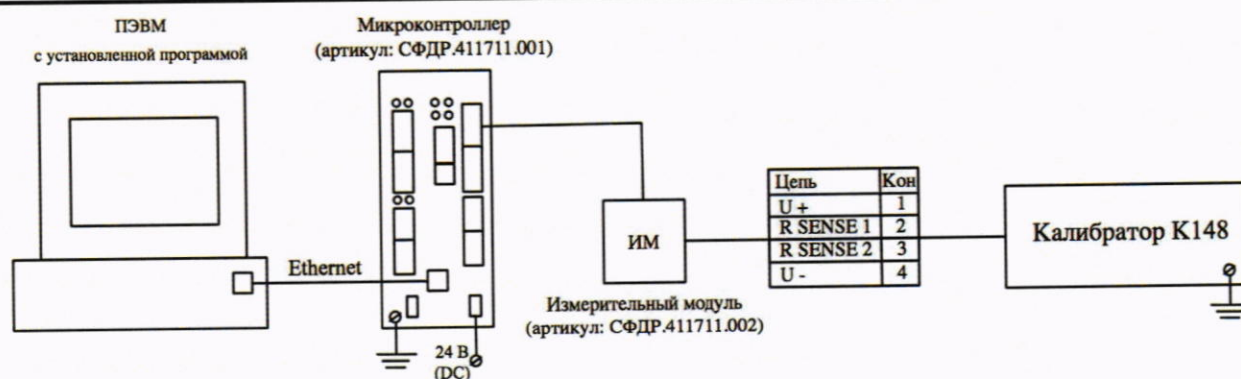 ПЭВМ
с установленной программой
Микроконтроллер
(артикул: СФДР.411711.001)
Ethernet
24 В
(DC)
ИМ
Измерительный модуль
(артикул: СФДР.411711.002)
Цепь Кон
U + 1
R SENSE 1 2
R SENSE 2 3
U - 4
Калибратор К148